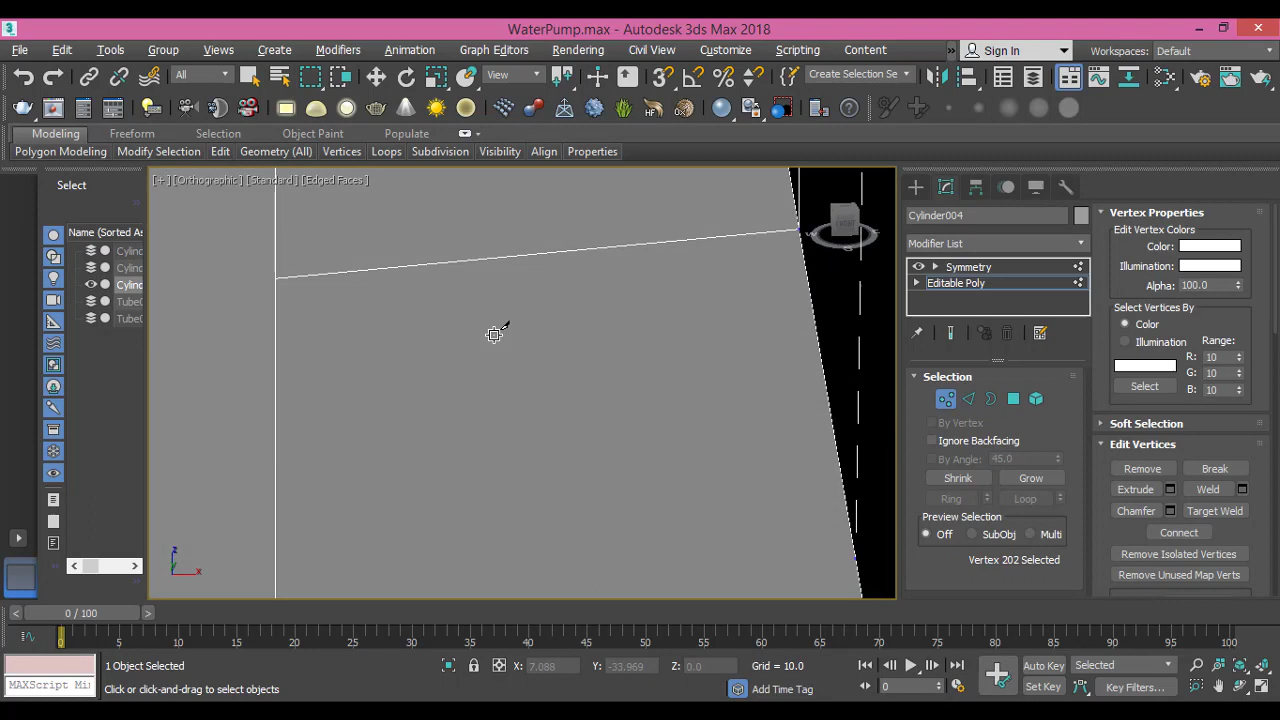 WaterPump.max - Autodesk 3ds Max 2018
File Edit Tools Group Views Create Modifiers Animation Graph Editors Rendering Civil View Customize Scripting Content » Sign In Workspaces: Default
All View Create Selection Se
Modeling Freeform Selection Object Paint Populate
Polygon Modeling Modify Selection Edit Geometry (All) Vertices Loops Subdivision Visibility Align Properties
Select
[+] [Orthographic] [Standard] [Edged Faces]
Name (Sorted As
Cylind
Cylind
Cylind
Tube0
Tube0
FRONT
z
x
Cylinder004
Modifier List
Symmetry
Editable Poly
Selection
By Vertex
Ignore Backfacing
By Angle: 45.0
Shrink Grow
Ring Loop
Preview Selection
Off SubObj Multi
Vertex 202 Selected
Vertex Properties
Edit Vertex Colors
Color:
Illumination:
Alpha: 100.0
Select Vertices By
Color
Illumination Range:
R: 10
G: 10
B: 10
Select
Soft Selection
Edit Vertices
Remove Break
Extrude Weld
Chamfer Target Weld
Connect
Remove Isolated Vertices
Remove Unused Map Verts
< 0 / 100 >
0 5 10 15 20 25 30 35 40 45 50 55 60 65 70 75 80 85 90 95 100
1 Object Selected X: 7.088 Y: -33.969 Z: 0.0 Grid = 10.0 Auto Key Selected
MAXScript Mi Click or click-and-drag to select objects Add Time Tag 0 Set Key Key Filters...